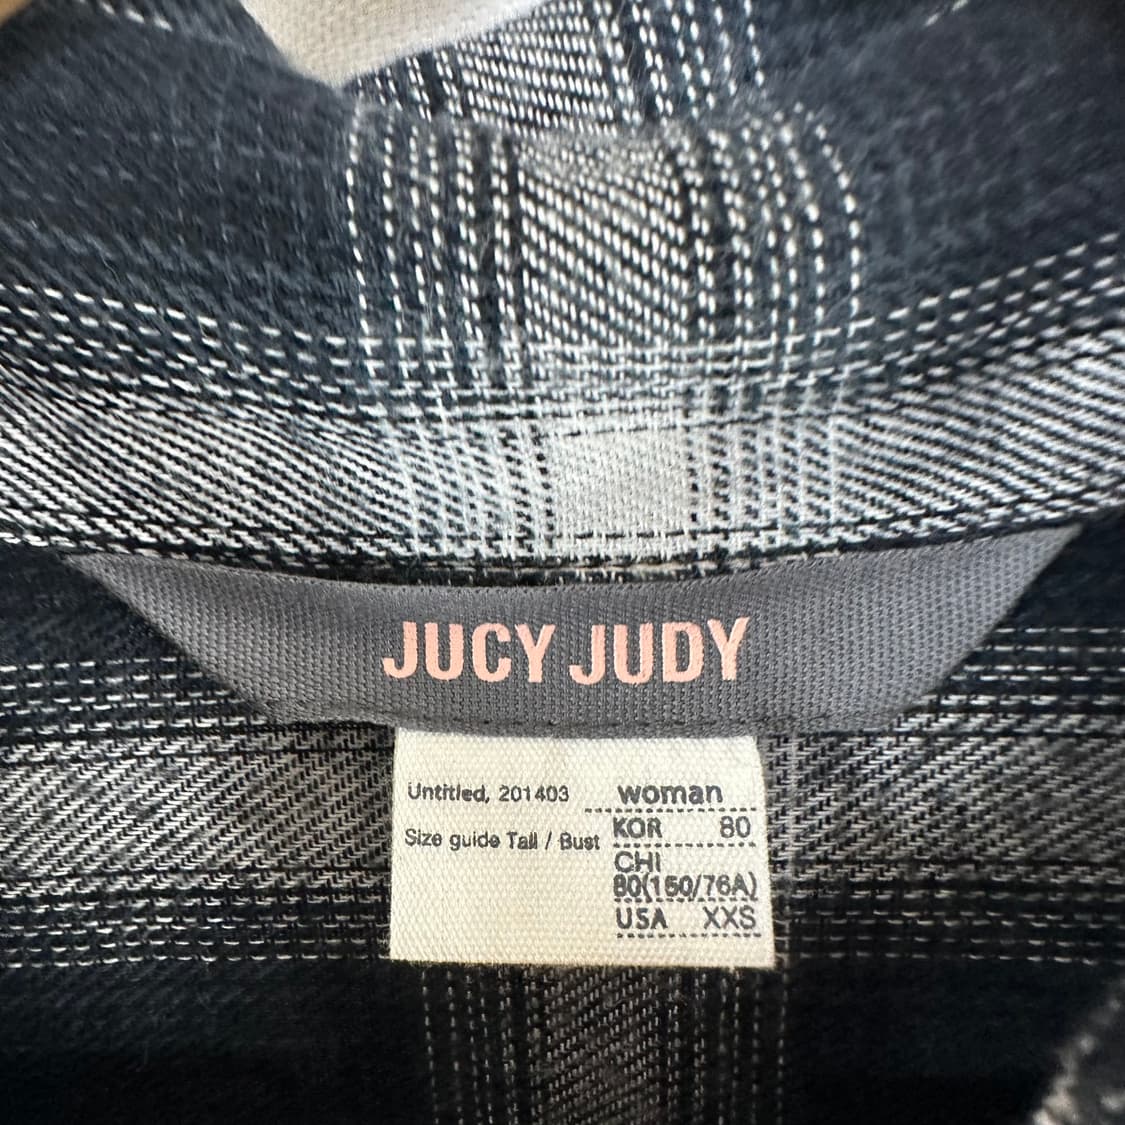 JUCY JUDY
Untitled, 201403
Size guide Tall / Bust
woman
KOR 80
CHI
80(150/76A)
USA XXS